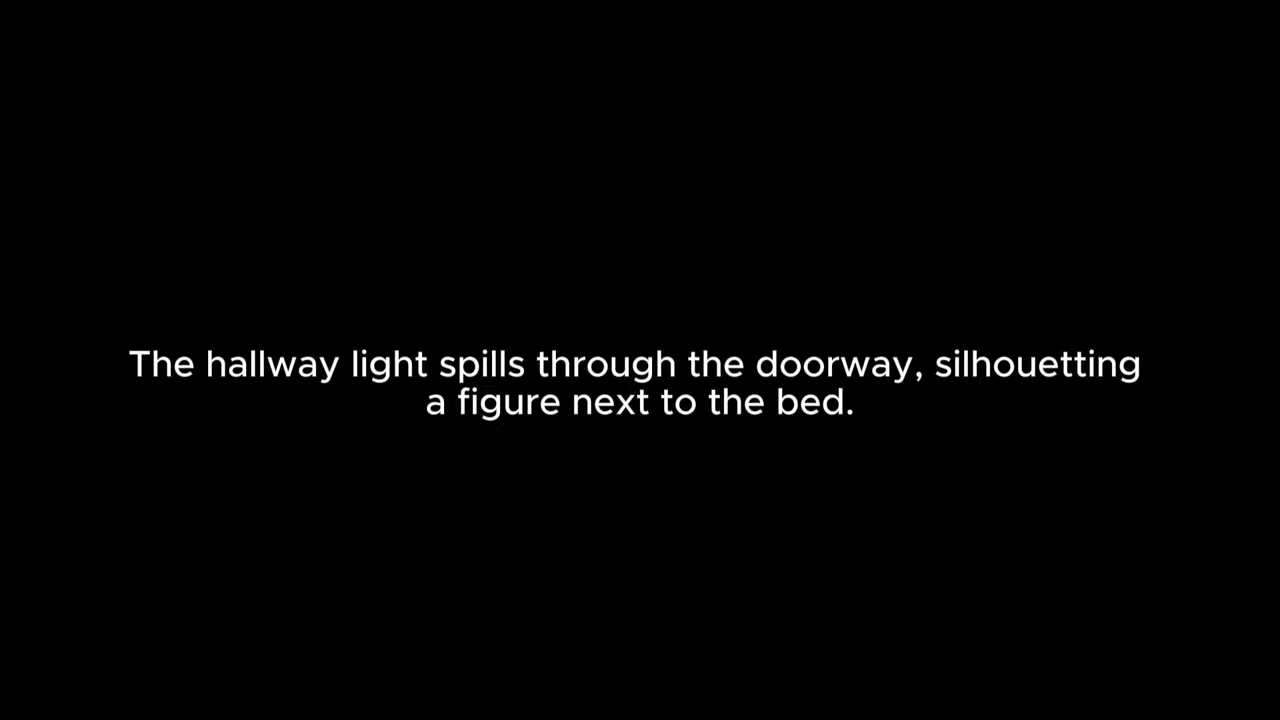 The hallway light spills through the doorway, silhouetting
a figure next to the bed.